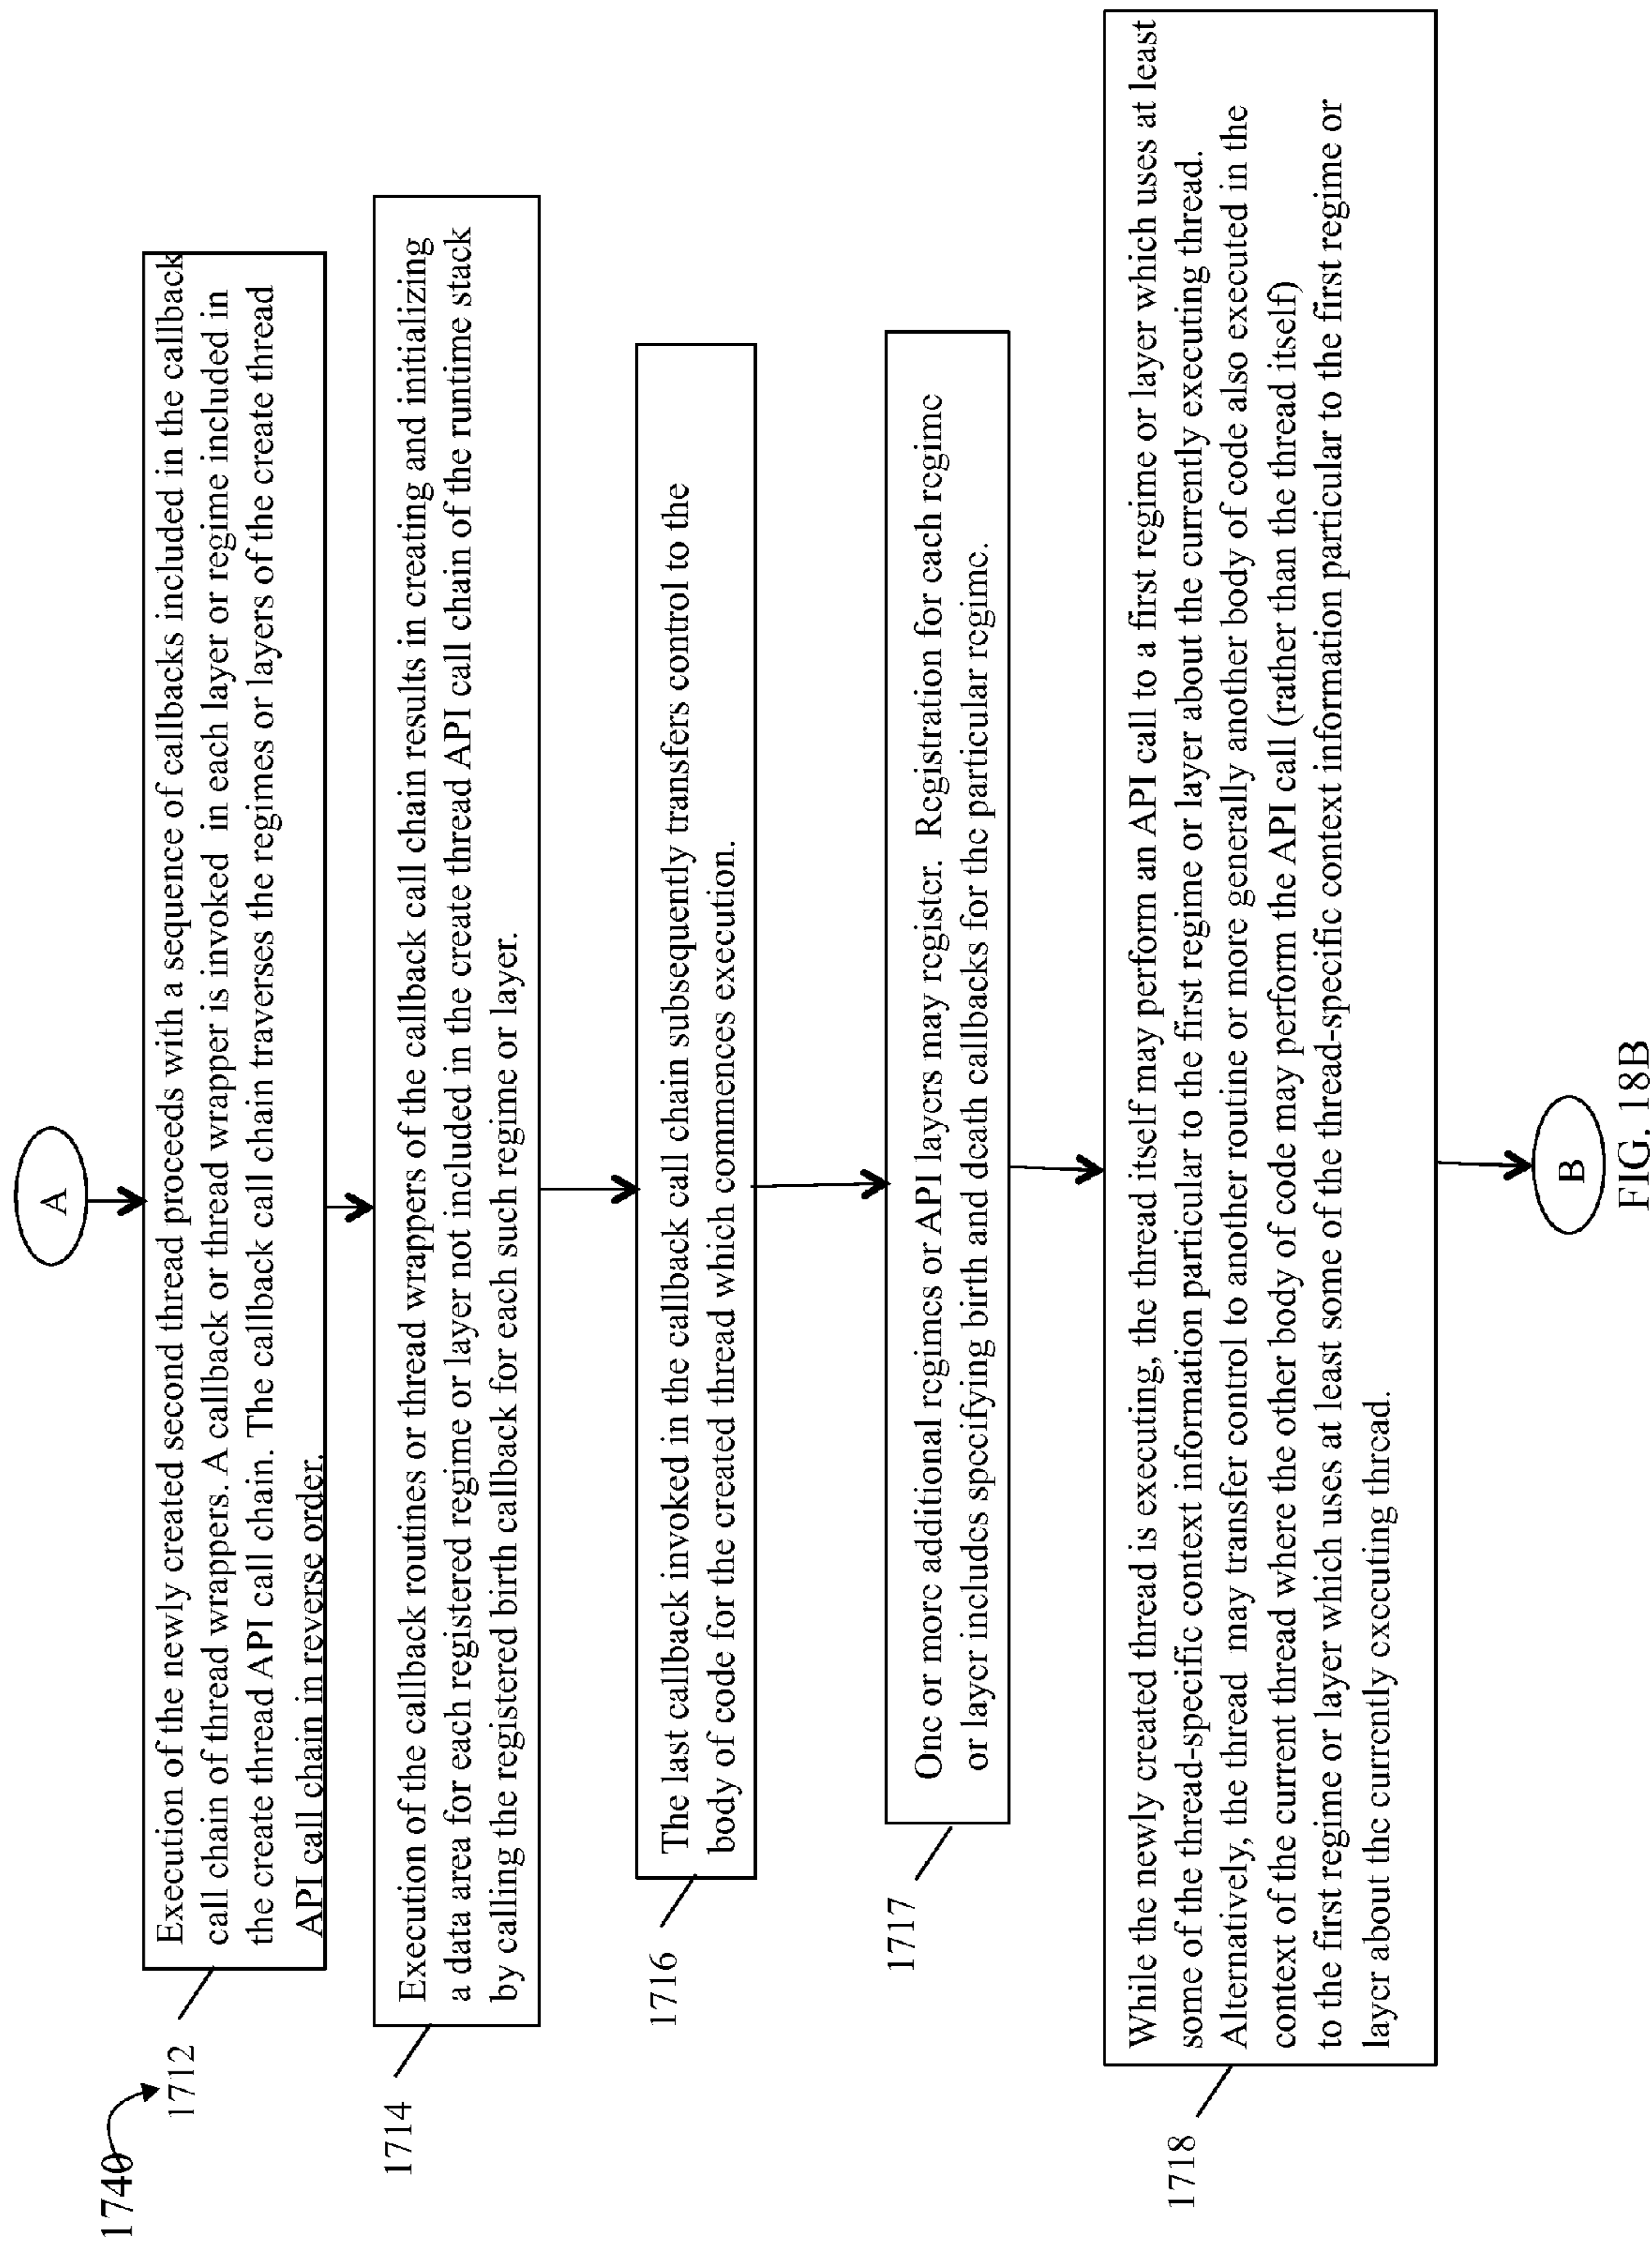 A
1740
1712
Execution of the newly created second thread proceeds with a sequence of callbacks included in the callback
call chain of thread wrappers. A callback or thread wrapper is invoked in each layer or regime included in
the create thread API call chain. The callback call chain traverses the regimes or layers of the create thread
API call chain in reverse order.
1714
Execution of the callback routines or thread wrappers of the callback call chain results in creating and initializing
a data area for each registered regime or layer not included in the create thread API call chain of the runtime stack
by calling the registered birth callback for each such regime or layer.
1716
The last callback invoked in the callback call chain subsequently transfers control to the
body of code for the created thread which commences execution.
1717
One or more additional regimes or API layers may register. Registration for each regime
or layer includes specifying birth and death callbacks for the particular regime.
1718
While the newly created thread is executing, the thread itself may perform an API call to a first regime or layer which uses at least
some of the thread-specific context information particular to the first regime or layer about the currently executing thread.
Alternatively, the thread may transfer control to another routine or more generally another body of code also executed in the
context of the current thread where the other body of code may perform the API call (rather than the thread itself)
to the first regime or layer which uses at least some of the thread-specific context information particular to the first regime or
layer about the currently executing thread.
B
FIG. 18B